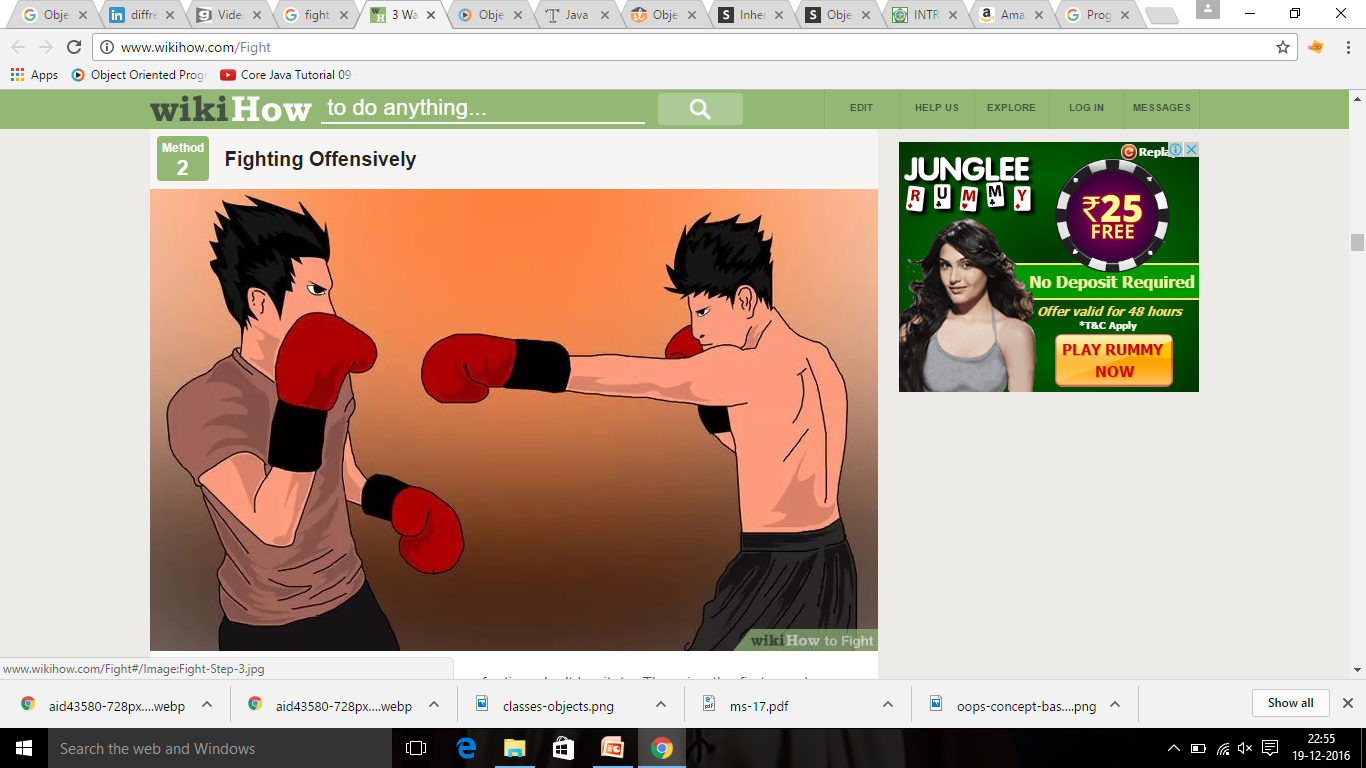 Obje
diffre
Video
fight
3 Wa
Obje
Java
Obje
Inher
Obje
INTR
Ama
Prog
www.wikihow.com/Fight
Apps
Object Oriented Progr
Core Java Tutorial 09
wikiHow to do anything...
EDIT
HELP US
EXPLORE
LOG IN
MESSAGES
Method
2
Fighting Offensively
Repla
JUNGLEE
RUMMY
₹25
FREE
No Deposit Required
Offer valid for 48 hours
*T&C Apply
PLAY RUMMY
NOW
wikiHow to Fight
www.wikihow.com/Fight#/Image:Fight-Step-3.jpg
aid43580-728px....webp
aid43580-728px....webp
classes-objects.png
ms-17.pdf
oops-concept-bas....png
Show all
Search the web and Windows
22:55
19-12-2016